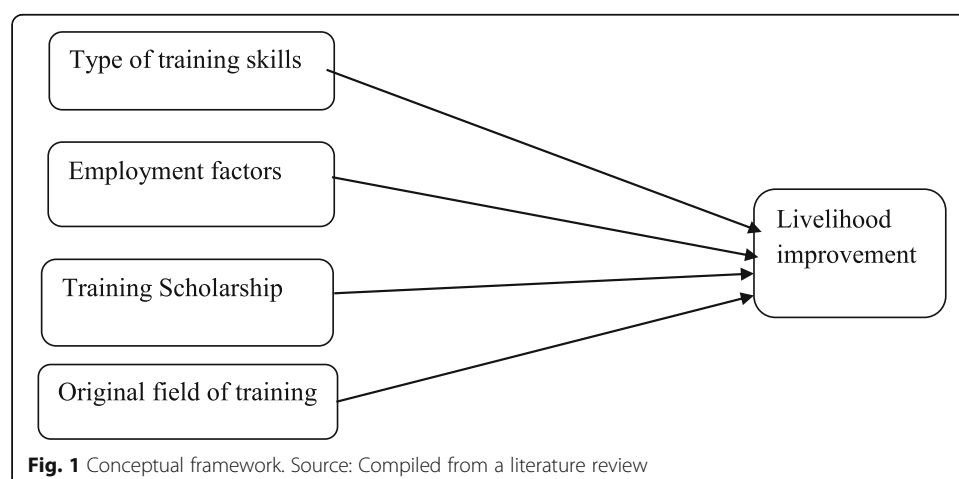 Type of training skills
Employment factors
Training Scholarship
Original field of training
Livelihood
improvement
Fig. 1 Conceptual framework. Source: Compiled from a literature review